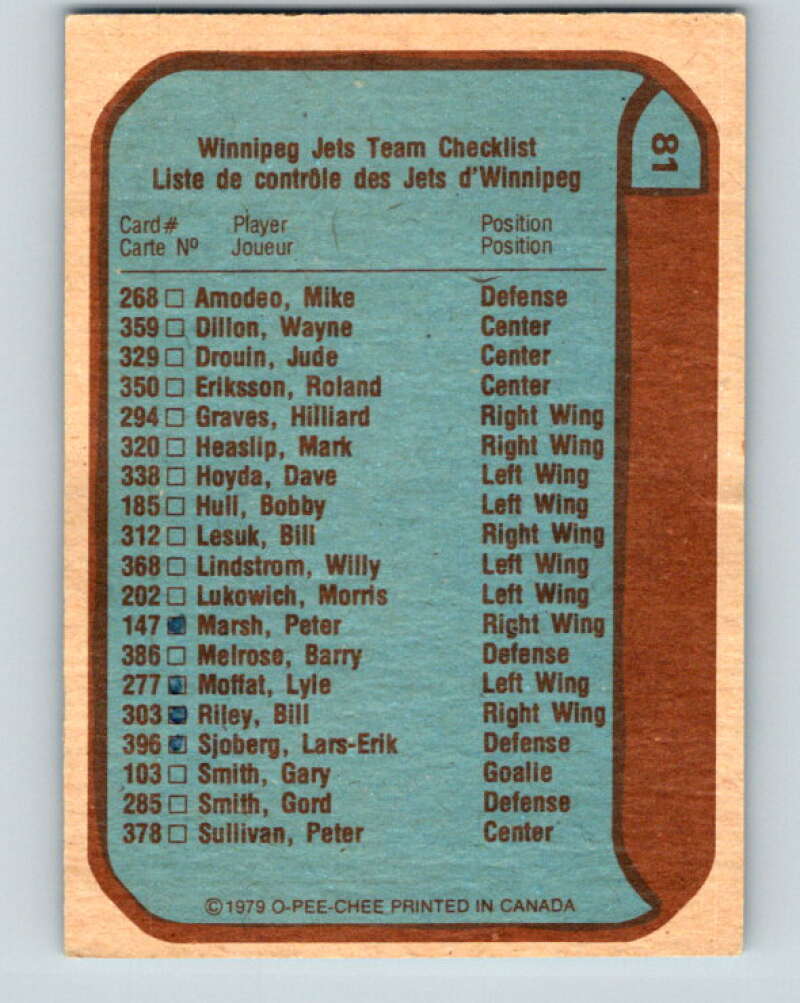 81
Winnipeg Jets Team Checklist
Liste de contrôle des Jets d'Winnipeg
Card# Player Position
Carte Nº Joueur Position
268 □ Amodeo, Mike Defense
359 □ Dillon, Wayne Center
329 □ Drouin, Jude Center
350 □ Eriksson, Roland Center
294 □ Graves, Hilliard Right Wing
320 □ Heaslip, Mark Right Wing
338 □ Hoyda, Dave Left Wing
185 □ Hull, Bobby Left Wing
312 □ Lesuk, Bill Right Wing
368 □ Lindstrom, Willy Left Wing
202 □ Lukowich, Morris Left Wing
147 ■ Marsh, Peter Right Wing
386 □ Melrose, Barry Defense
277 ■ Moffat, Lyle Left Wing
303 ■ Riley, Bill Right Wing
396 ■ Sjoberg, Lars-Erik Defense
103 □ Smith, Gary Goalie
285 □ Smith, Gord Defense
378 □ Sullivan, Peter Center
©1979 O-PEE-CHEE PRINTED IN CANADA